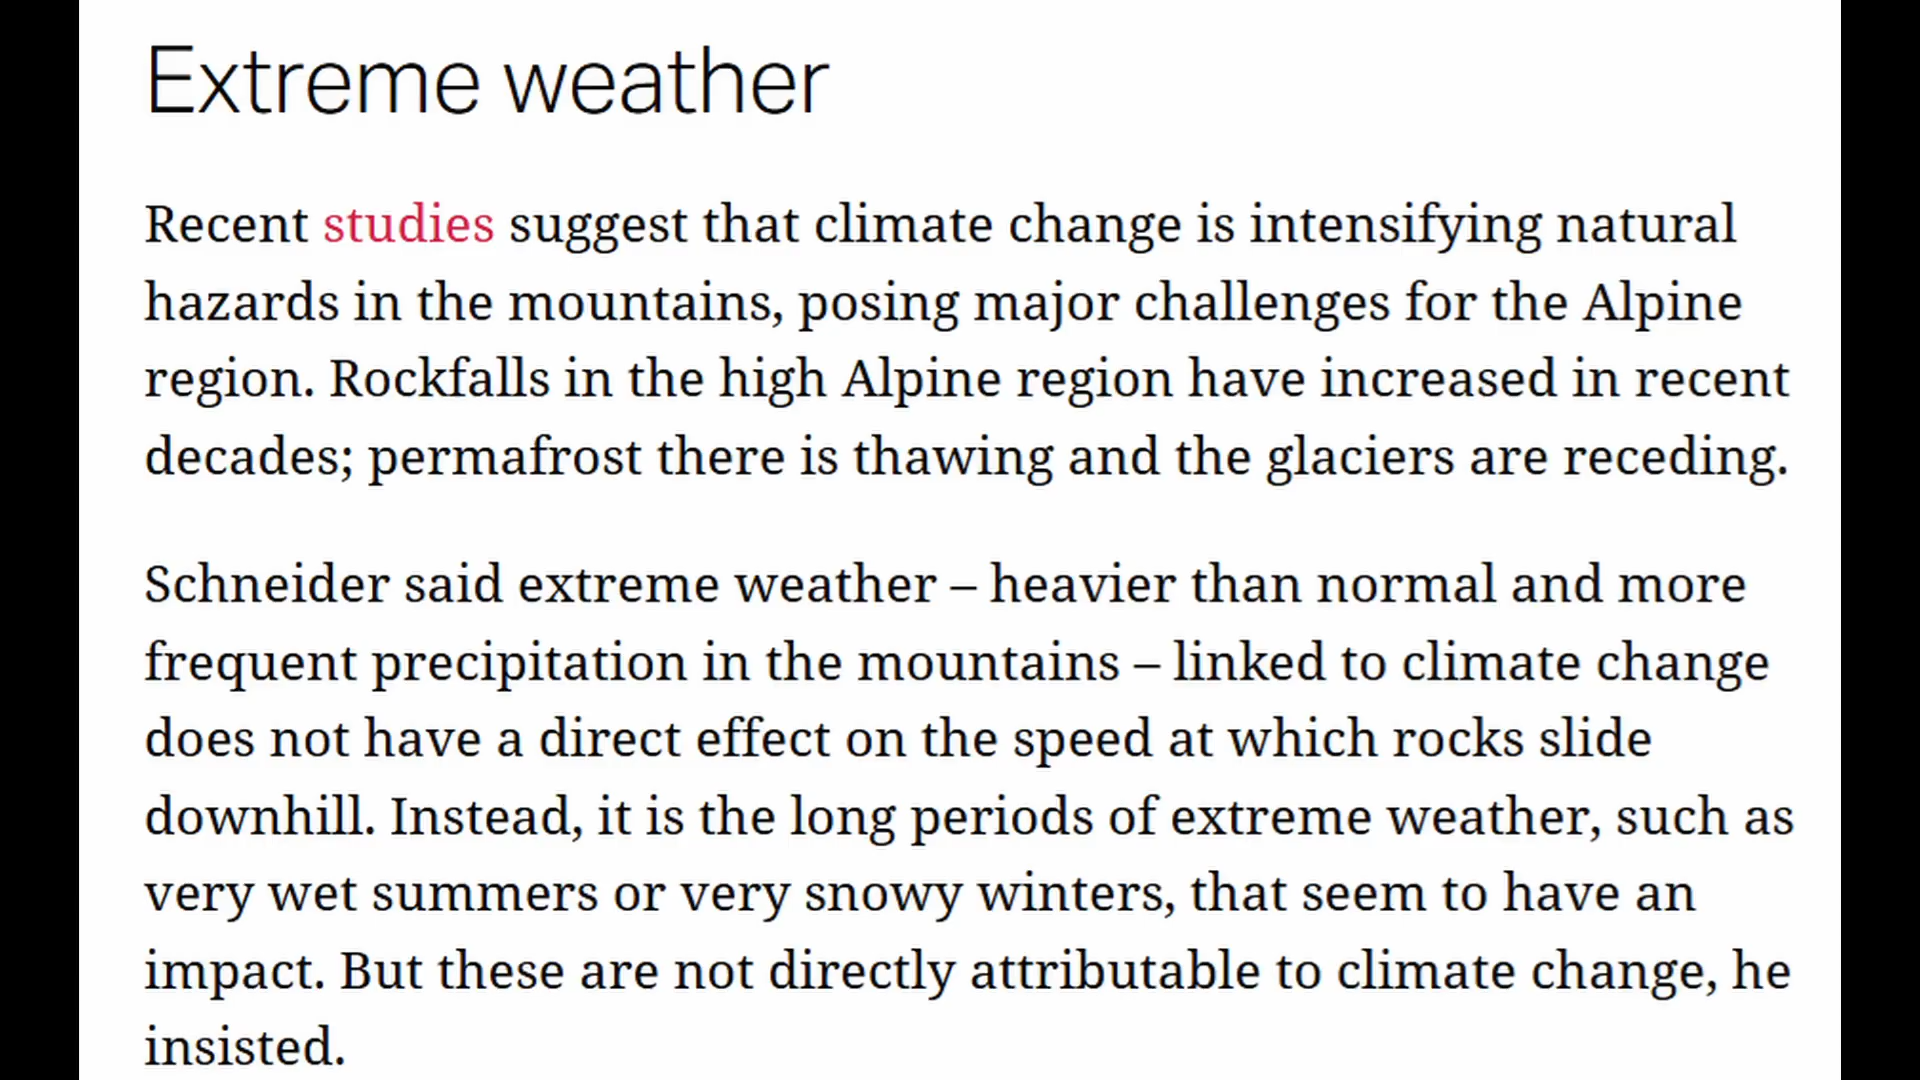 Extreme weather
Recent studies suggest that climate change is intensifying natural
hazards in the mountains, posing major challenges for the Alpine
region. Rockfalls in the high Alpine region have increased in recent
decades; permafrost there is thawing and the glaciers are receding.
Schneider said extreme weather – heavier than normal and more
frequent precipitation in the mountains – linked to climate change
does not have a direct effect on the speed at which rocks slide
downhill. Instead, it is the long periods of extreme weather, such as
very wet summers or very snowy winters, that seem to have an
impact. But these are not directly attributable to climate change, he
insisted.